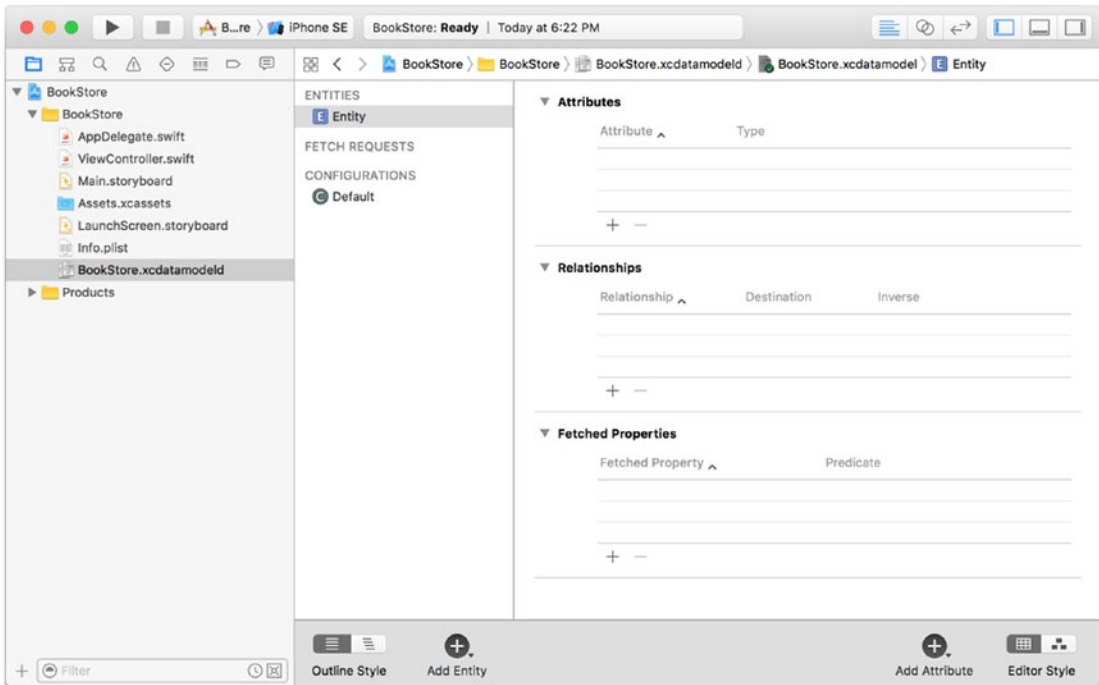 B...re 〉 iPhone SE
BookStore: Ready | Today at 6:22 PM
BookStore 〉 BookStore 〉 BookStore.xcdatamodeld 〉 BookStore.xcdatamodel 〉 E Entity
BookStore
BookStore
AppDelegate.swift
ViewController.swift
Main.storyboard
Assets.xcassets
LaunchScreen.storyboard
Info.plist
BookStore.xcdatamodeld
Products
Filter
ENTITIES
E Entity
FETCH REQUESTS
CONFIGURATIONS
C Default
Attributes
Attribute Type
Relationships
Relationship Destination Inverse
Fetched Properties
Fetched Property Predicate
Outline Style Add Entity Add Attribute Editor Style